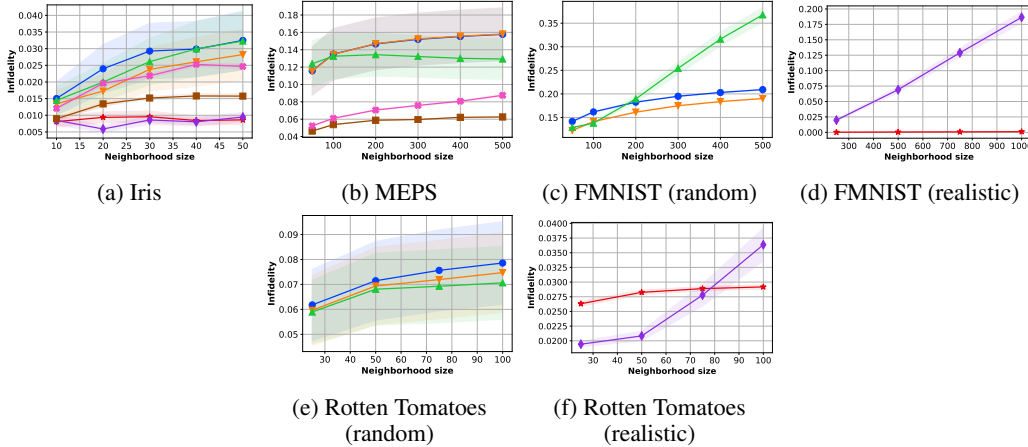 0.040
0.035
0.030
0.025
0.020
0.015
0.010
0.005
Infidelity
10 15 20 25 30 35 40 45 50
Neighborhood size
(a) Iris
0.18
0.16
0.14
0.12
0.10
0.08
0.06
0.04
Infidelity
100 200 300 400 500
Neighborhood size
(b) MEPS
0.35
0.30
0.25
0.20
0.15
Infidelity
100 200 300 400 500
Neighborhood size
(c) FMNIST (random)
0.200
0.175
0.150
0.125
0.100
0.075
0.050
0.025
0.000
Infidelity
300 400 500 600 700 800 900 1000
Neighborhood size
(d) FMNIST (realistic)
0.09
0.08
0.07
0.06
0.05
Infidelity
30 40 50 60 70 80 90 100
Neighborhood size
(e) Rotten Tomatoes
(random)
0.0400
0.0375
0.0350
0.0325
0.0300
0.0275
0.0250
0.0225
0.0200
Infidelity
30 40 50 60 70 80 90 100
Neighborhood size
(f) Rotten Tomatoes
(realistic)